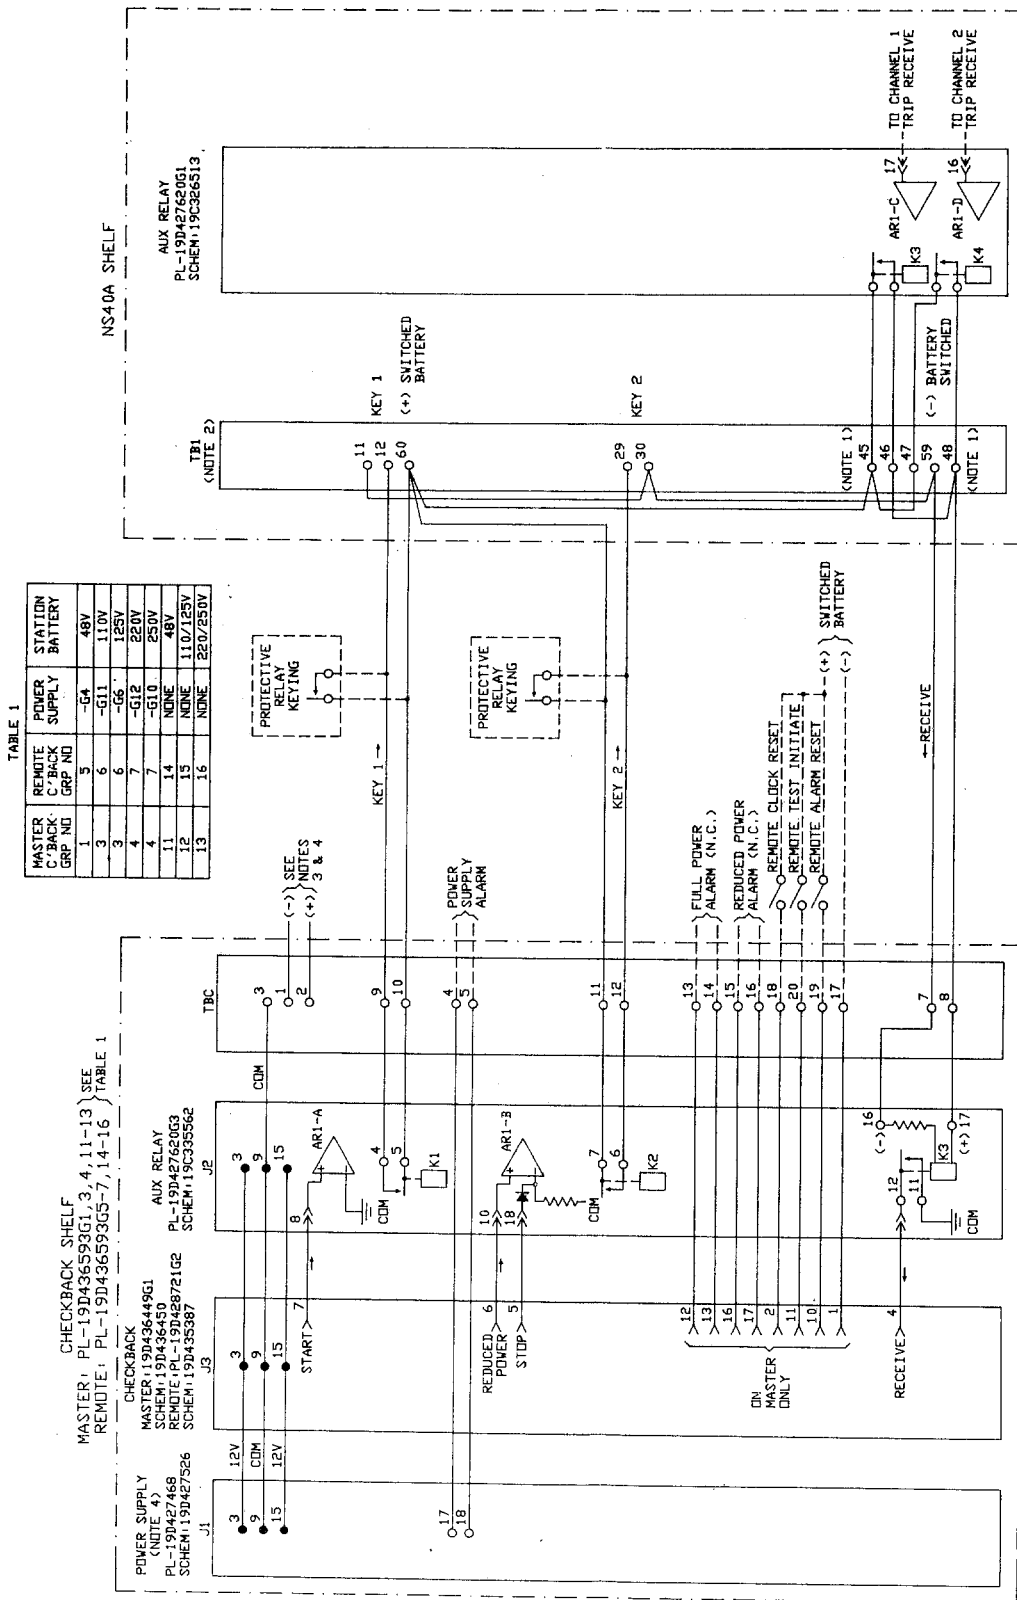 TABLE 1
MASTER C'BACK GRP NO | REMOTE C'BACK GRP NO | POWER SUPPLY | STATION BATTERY
1 | 5 | -G4 | 48V
3 | 6 | -G11 | 110V
3 | 6 | -G6 | 125V
4 | 7 | -G12 | 220V
4 | 7 | -G10 | 250V
11 | 14 | NONE | 48V
12 | 15 | NONE | 110/125V
13 | 16 | NONE | 220/250V
CHECKBACK SHELF
MASTER: PL-19D436593G1,3,4,11-13 } SEE
REMOTE: PL-19D436593G5-7,14-16 } TABLE 1
POWER SUPPLY
(NOTE 4)
PL-19D427468
SCHEM:19D427526
J1
3
9
15
17
18
12V
COM
12V
CHECKBACK
MASTER:19D436449G1
SCHEM:19D436450
REMOTE:PL-19D428721G2
SCHEM:19D435387
J3
3
9
15
START
7
REDUCED
POWER
6
STOP
5
ON
MASTER
ONLY
12
13
16
17
2
11
10
1
RECEIVE
4
AUX RELAY
PL-19D427620G3
SCHEM:19C335562
J2
3
9
15
8
AR1-A
+
COM
4
5
K1
10
18
AR1-B
+
COM
7
6
K2
16
(-)
12
11
K3
(+)
17
COM
COM
TBC
3
1
2
9
10
4
5
11
12
13
14
15
16
18
20
19
17
7
8
(-) } SEE
(+) } NOTES
3 & 4
KEY 1
POWER
SUPPLY
ALARM
KEY 2
FULL POWER
ALARM (N.C.)
REDUCED POWER
ALARM (N.C.)
REMOTE CLOCK RESET
REMOTE TEST INITIATE
REMOTE ALARM RESET
(+) } SWITCHED
(-) } BATTERY
RECEIVE
PROTECTIVE
RELAY
KEYING
PROTECTIVE
RELAY
KEYING
NS40A SHELF
TB1
(NOTE 2)
11
12
60
KEY 1
(+) SWITCHED
BATTERY
29
30
KEY 2
(NOTE 1)
45
46
47
59
48
(NOTE 1)
(-) BATTERY
SWITCHED
AUX RELAY
PL-19D427620G1
SCHEM:19C326513
K3
AR1-C
17
TO CHANNEL 1
TRIP RECEIVE
K4
AR1-D
16
TO CHANNEL 2
TRIP RECEIVE